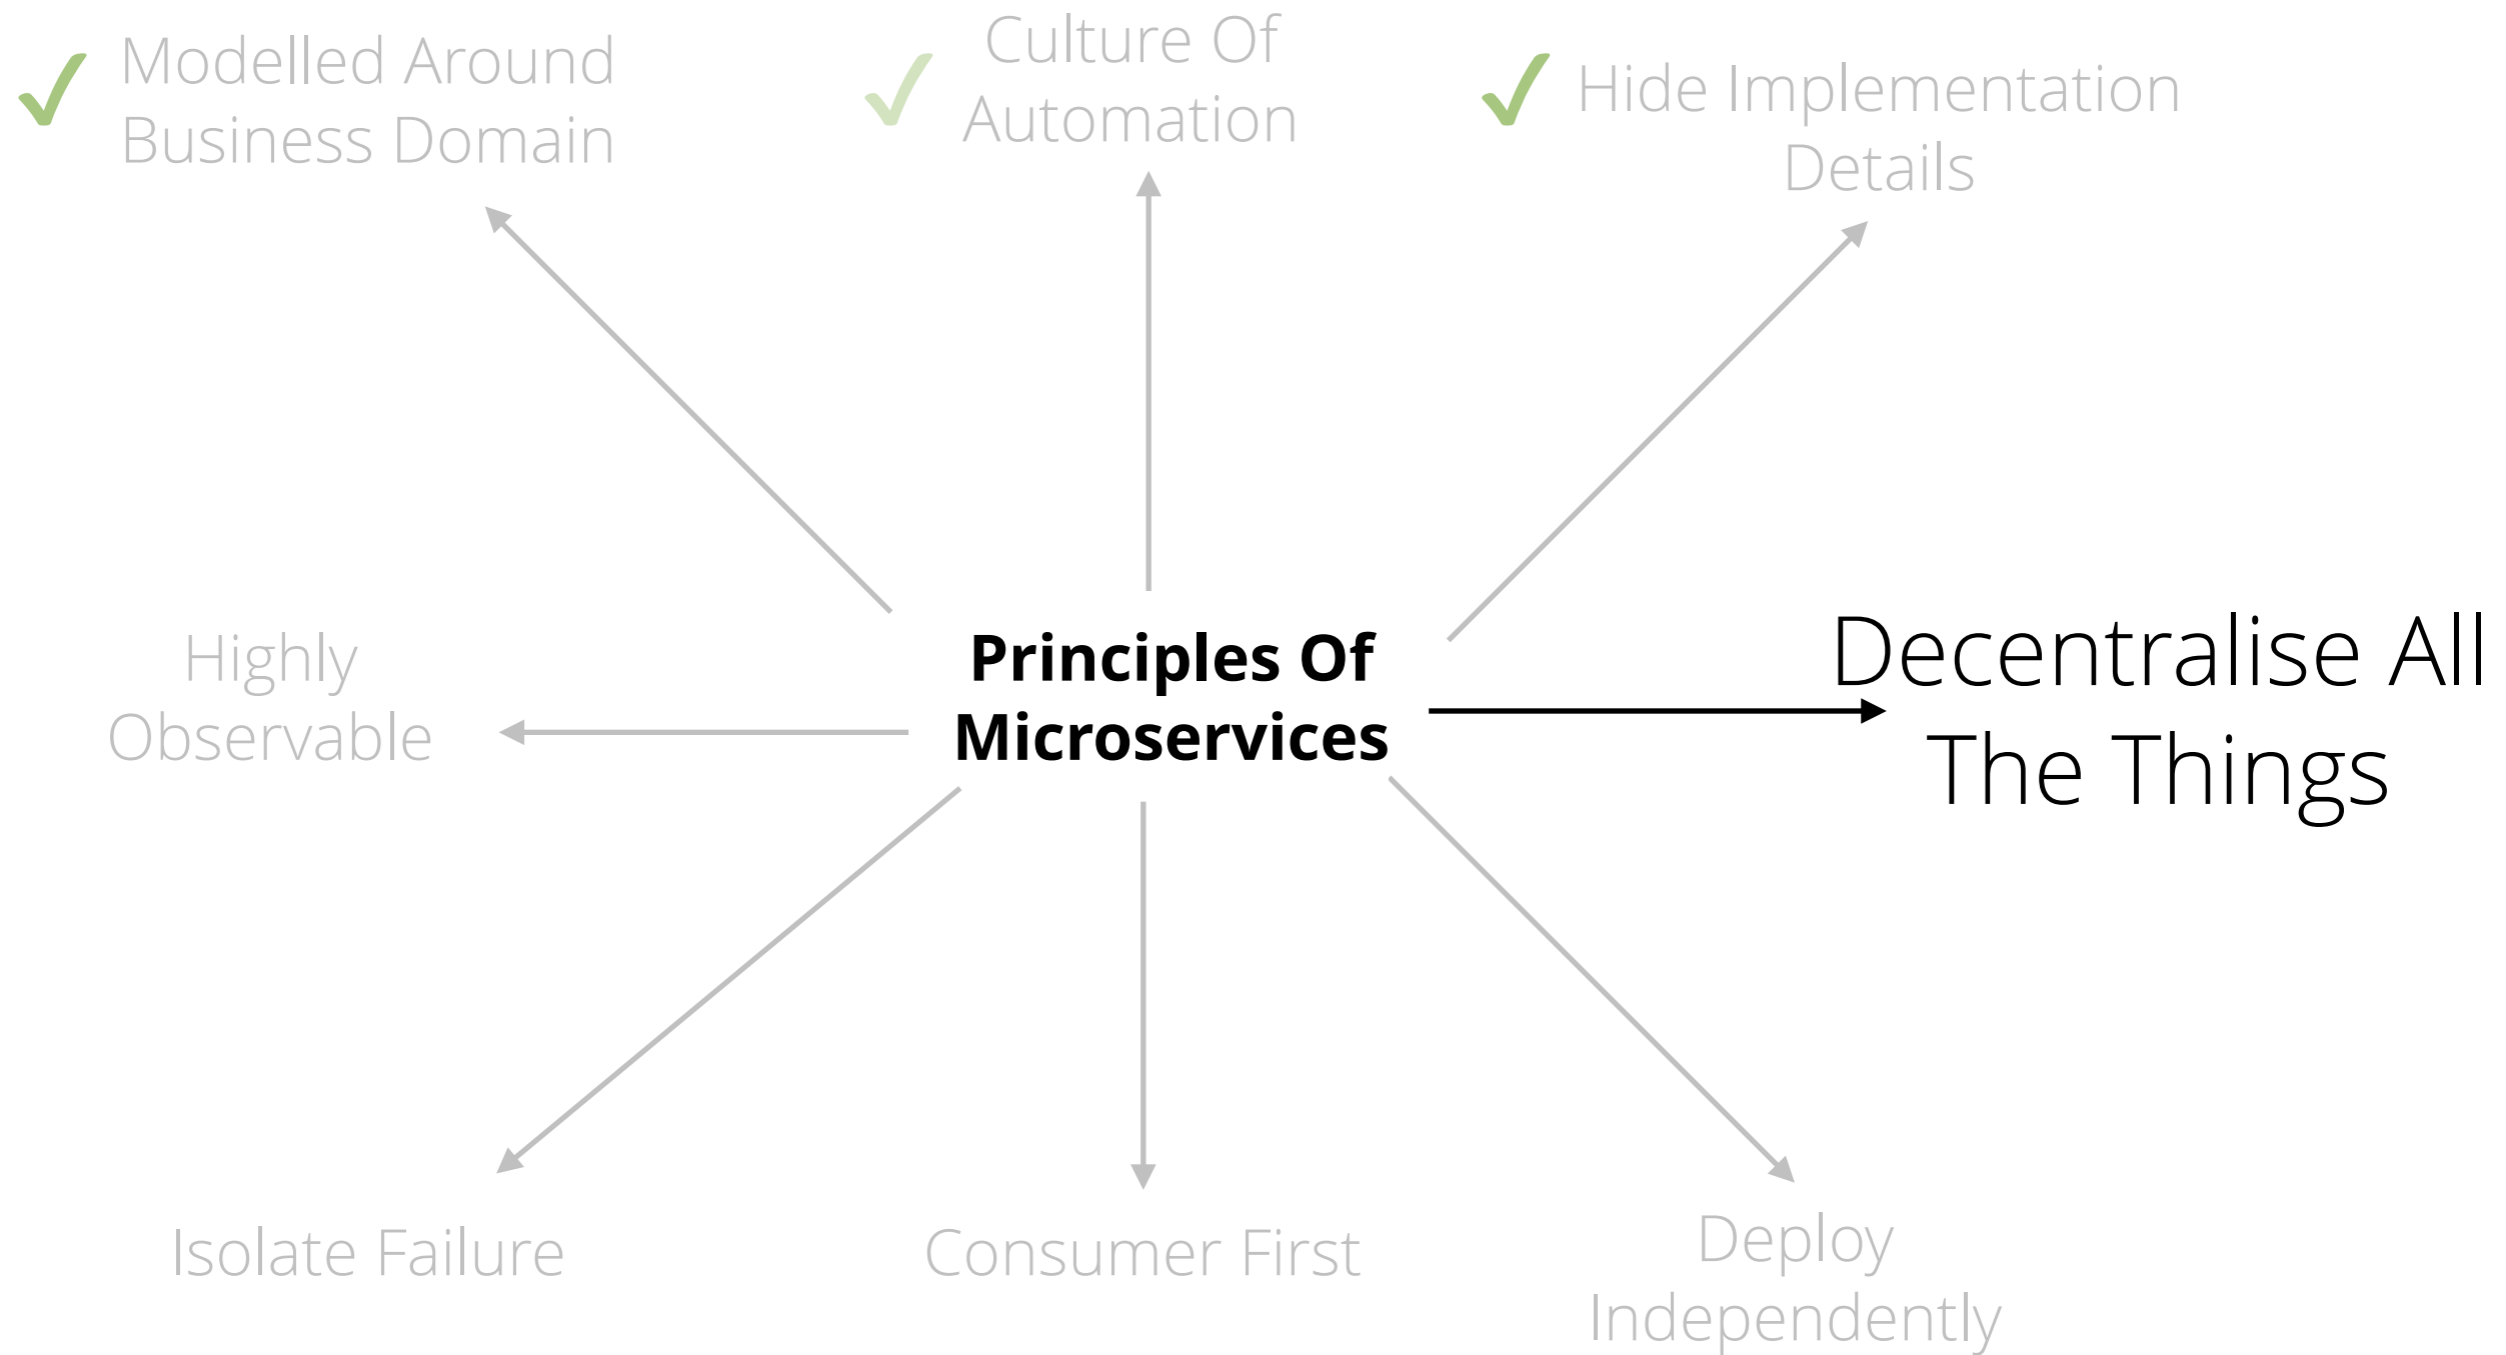 Modelled Around
Business Domain
Culture Of
Automation
Hide Implementation
Details
Highly
Observable
Principles Of
Microservices
Decentralise All
The Things
Isolate Failure
Consumer First
Deploy
Independently